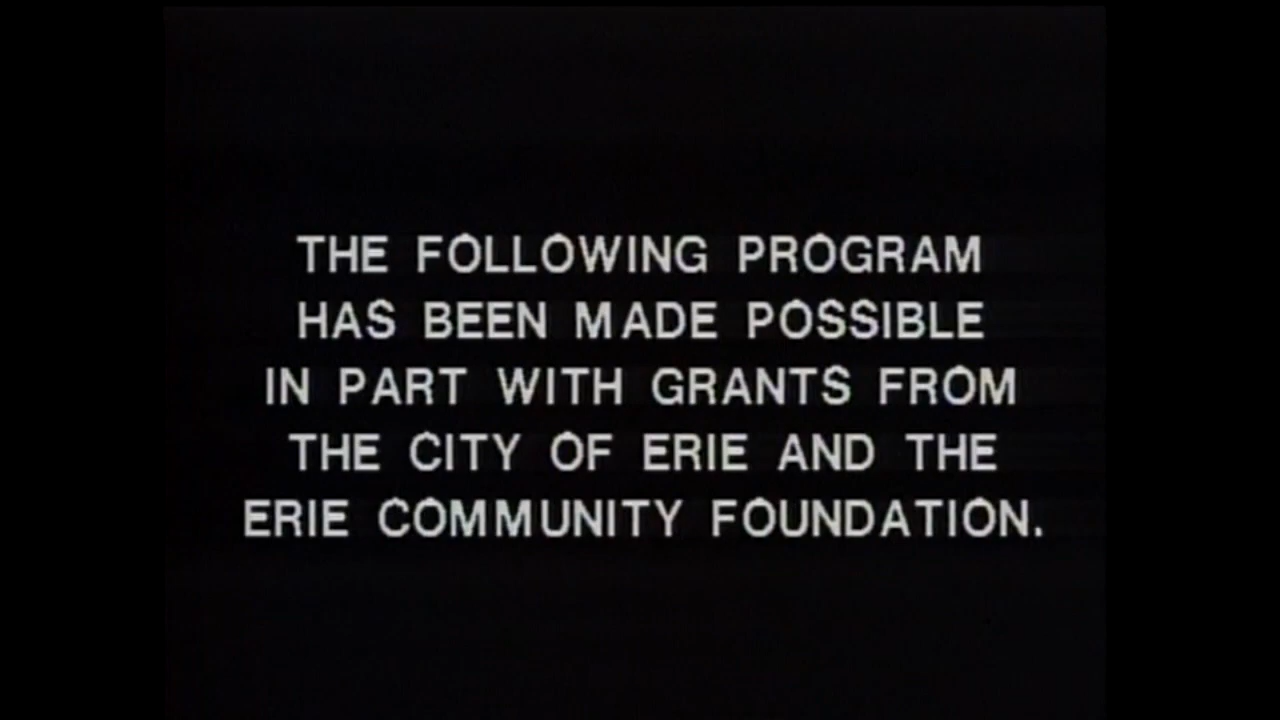 THE FOLLOWING PROGRAM
HAS BEEN MADE POSSIBLE
IN PART WITH GRANTS FROM
THE CITY OF ERIE AND THE
ERIE COMMUNITY FOUNDATION.